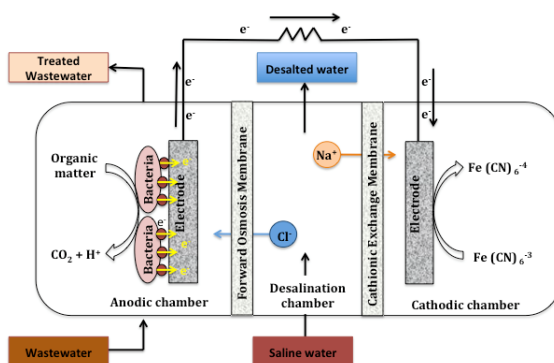 e-
e-
e-
e-
e-
e-
e-
Treated
Wastewater
Desalted water
Organic
matter
CO2 + H+
Bacteria
Bacteria
e-
e-
e-
e-
Electrode
Anodic chamber
Forward Osmosis Membrane
Cl-
Desalination
chamber
Na+
Cathionic Exchange Membrane
Electrode
Fe (CN) 6-4
Fe (CN) 6-3
Cathodic chamber
Wastewater
Saline water